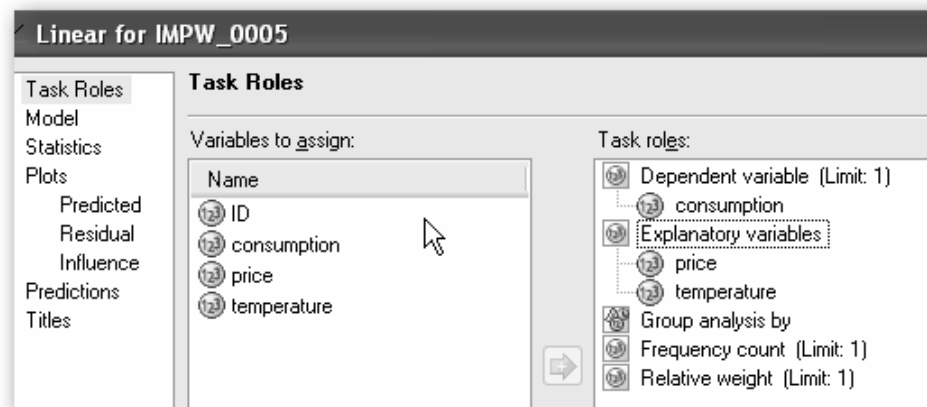 Linear for IMPW_0005
Task Roles
Model
Statistics
Plots
Predicted
Residual
Influence
Predictions
Titles
Task Roles
Variables to assign:
Name
ID
consumption
price
temperature
Task roles:
Dependent variable (Limit: 1)
consumption
Explanatory variables
price
temperature
Group analysis by
Frequency count (Limit: 1)
Relative weight (Limit: 1)